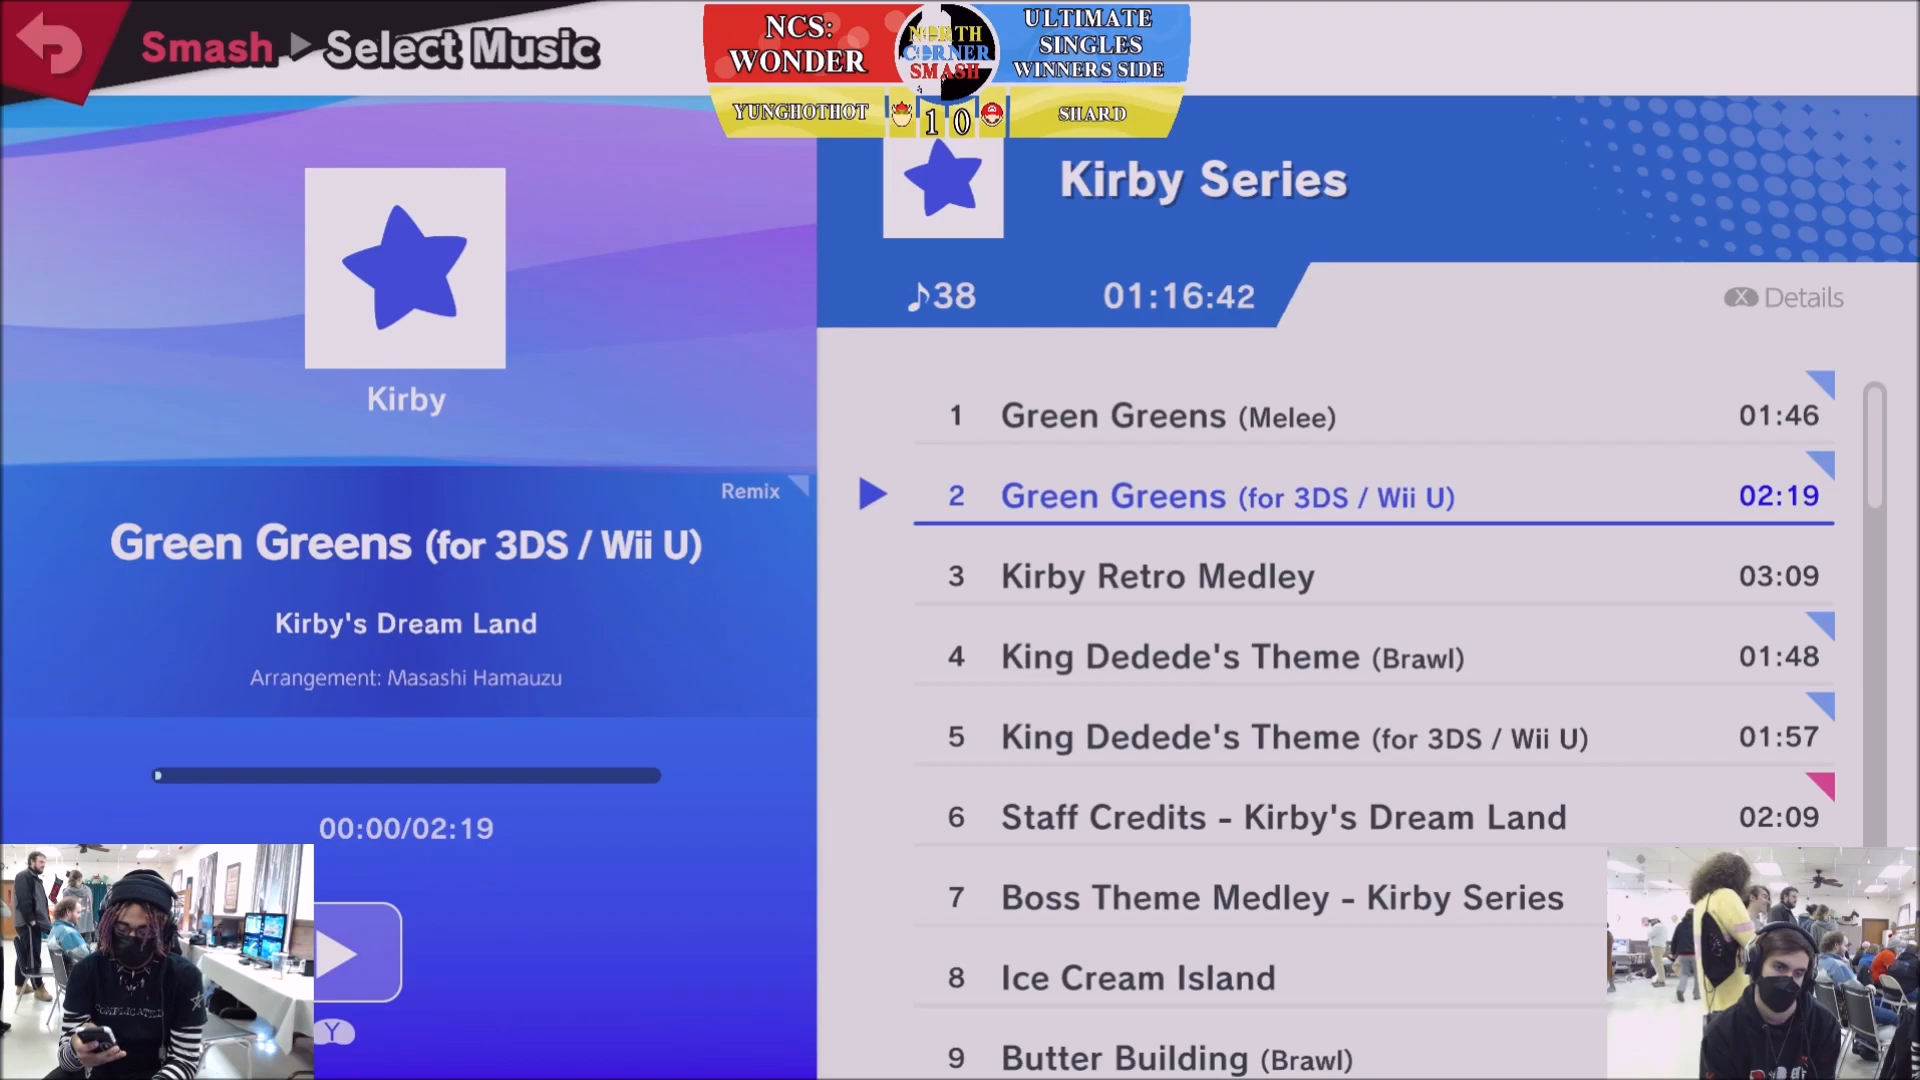 Smash ▶ Select Music
NCS:
WONDER
NORTH
CORNER
SMASH
ULTIMATE
SINGLES
WINNERS SIDE
YUNGHOTHOT
1 0
SHARD
Kirby
Remix
Green Greens (for 3DS / Wii U)
Kirby's Dream Land
Arrangement: Masashi Hamauzu
00:00/02:19
Y
Kirby Series
♪38
01:16:42
X Details
1 Green Greens (Melee) 01:46
2 Green Greens (for 3DS / Wii U) 02:19
3 Kirby Retro Medley 03:09
4 King Dedede's Theme (Brawl) 01:48
5 King Dedede's Theme (for 3DS / Wii U) 01:57
6 Staff Credits - Kirby's Dream Land 02:09
7 Boss Theme Medley - Kirby Series
8 Ice Cream Island
9 Butter Building (Brawl)
COMPLICATED